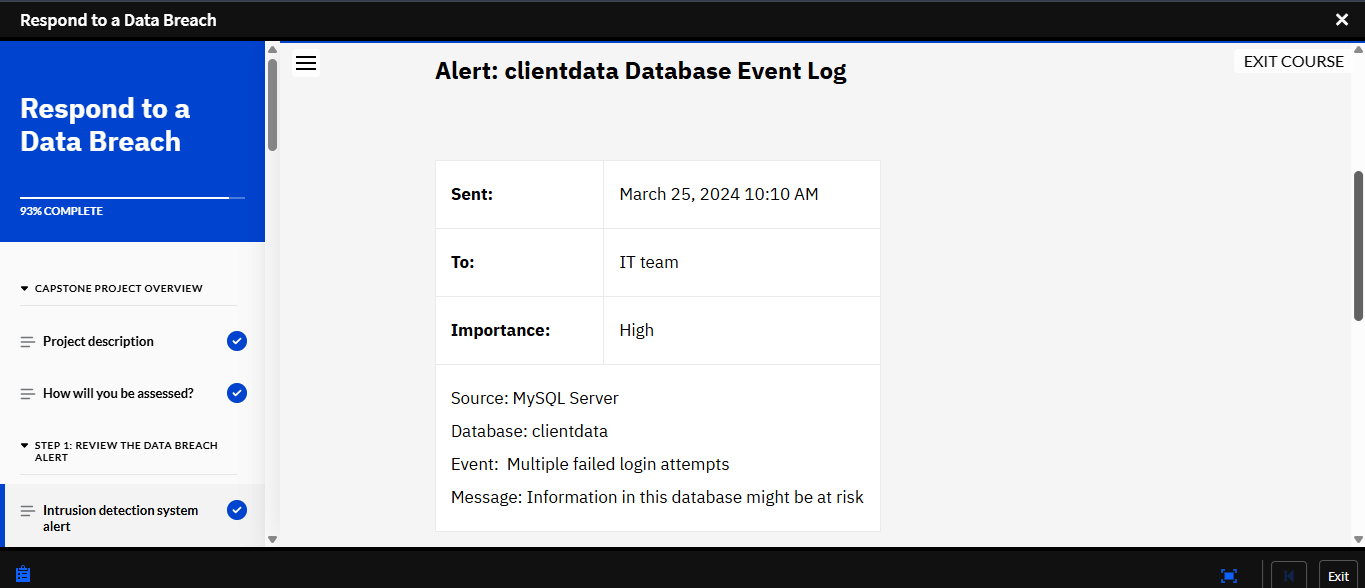 Respond to a Data Breach
Respond to a
Data Breach
93% COMPLETE
CAPSTONE PROJECT OVERVIEW
Project description
How will you be assessed?
STEP 1: REVIEW THE DATA BREACH
ALERT
Intrusion detection system
alert
EXIT COURSE
Alert: clientdata Database Event Log
Sent: March 25, 2024 10:10 AM
To: IT team
Importance: High
Source: MySQL Server
Database: clientdata
Event: Multiple failed login attempts
Message: Information in this database might be at risk
Exit